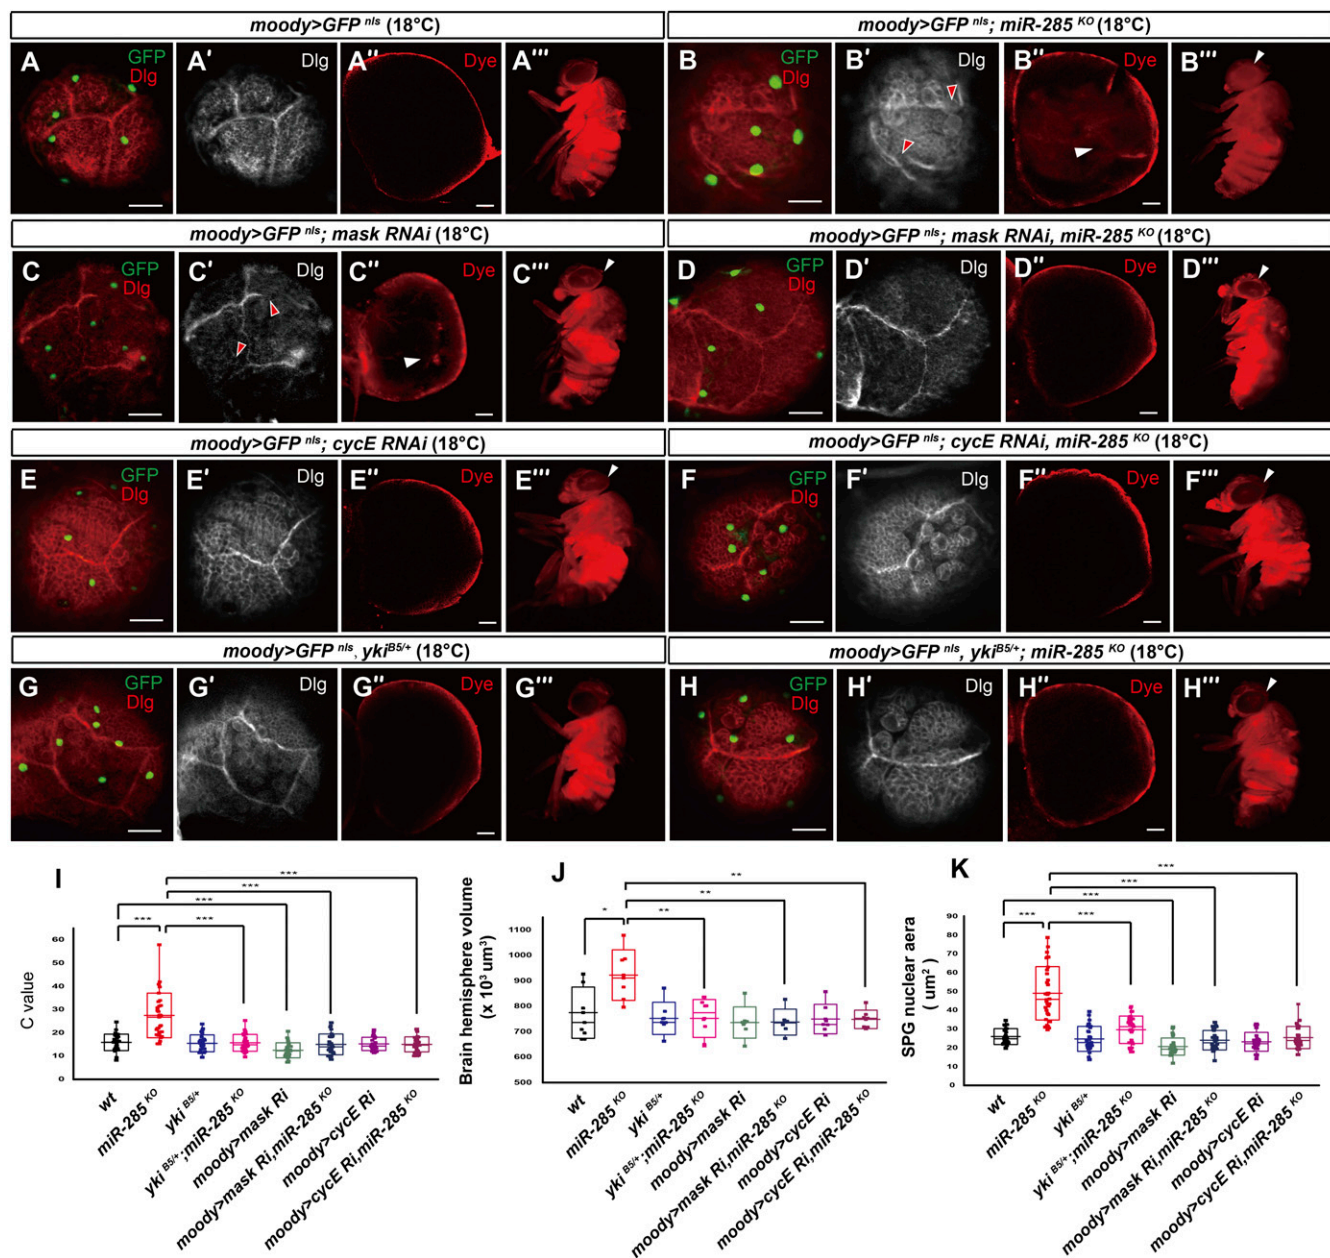 moody>GFP nls (18°C)
moody>GFP nls; miR-285 KO (18°C)
A GFP Dlg
A' Dlg
A'' Dye
A'''
B GFP Dlg
B' Dlg
B'' Dye
B'''
moody>GFP nls; mask RNAi (18°C)
moody>GFP nls; mask RNAi, miR-285 KO (18°C)
C GFP Dlg
C' Dlg
C'' Dye
C'''
D GFP Dlg
D' Dlg
D'' Dye
D'''
moody>GFP nls; cycE RNAi (18°C)
moody>GFP nls; cycE RNAi, miR-285 KO (18°C)
E GFP Dlg
E' Dlg
E'' Dye
E'''
F GFP Dlg
F' Dlg
F'' Dye
F'''
moody>GFP nls, yki B5/+ (18°C)
moody>GFP nls, yki B5/+; miR-285 KO (18°C)
G GFP Dlg
G' Dlg
G'' Dye
G'''
H GFP Dlg
H' Dlg
H'' Dye
H'''
I
***
***
***
***
***
C value
60
50
40
30
20
10
0
wt
miR-285 KO
yki B5/+
yki B5/+;miR-285 KO
moody>mask Ri
moody>mask Ri,miR-285 KO
moody>cycE Ri
moody>cycE Ri,miR-285 KO
J
**
**
*
**
Brain hemisphere volume
(x 10³ um³)
1100
1000
900
800
700
600
500
wt
miR-285 KO
yki B5/+
yki B5/+;miR-285 KO
moody>mask Ri
moody>mask Ri,miR-285 KO
moody>cycE Ri
moody>cycE Ri,miR-285 KO
K
***
***
***
***
***
SPG nuclear aera
( um²)
80
70
60
50
40
30
20
10
0
wt
miR-285 KO
yki B5/+
yki B5/+;miR-285 KO
moody>mask Ri
moody>mask Ri,miR-285 KO
moody>cycE Ri
moody>cycE Ri,miR-285 KO